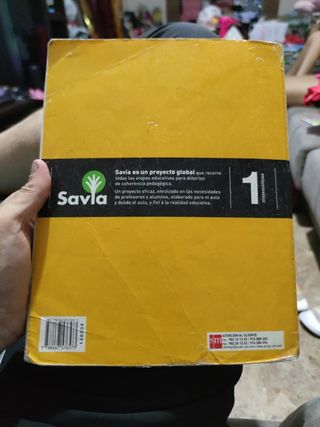 Savia es un proyecto global que recorre
todas las etapas educativas para dotarlas
de coherencia pedagógica.
Un proyecto eficaz, enraizado en las necesidades
de profesores y alumnos, elaborado para el aula
y desde el aula, y fiel a la realidad educativa.
Savia
1
sm
ATENCIÓN AL CLIENTE